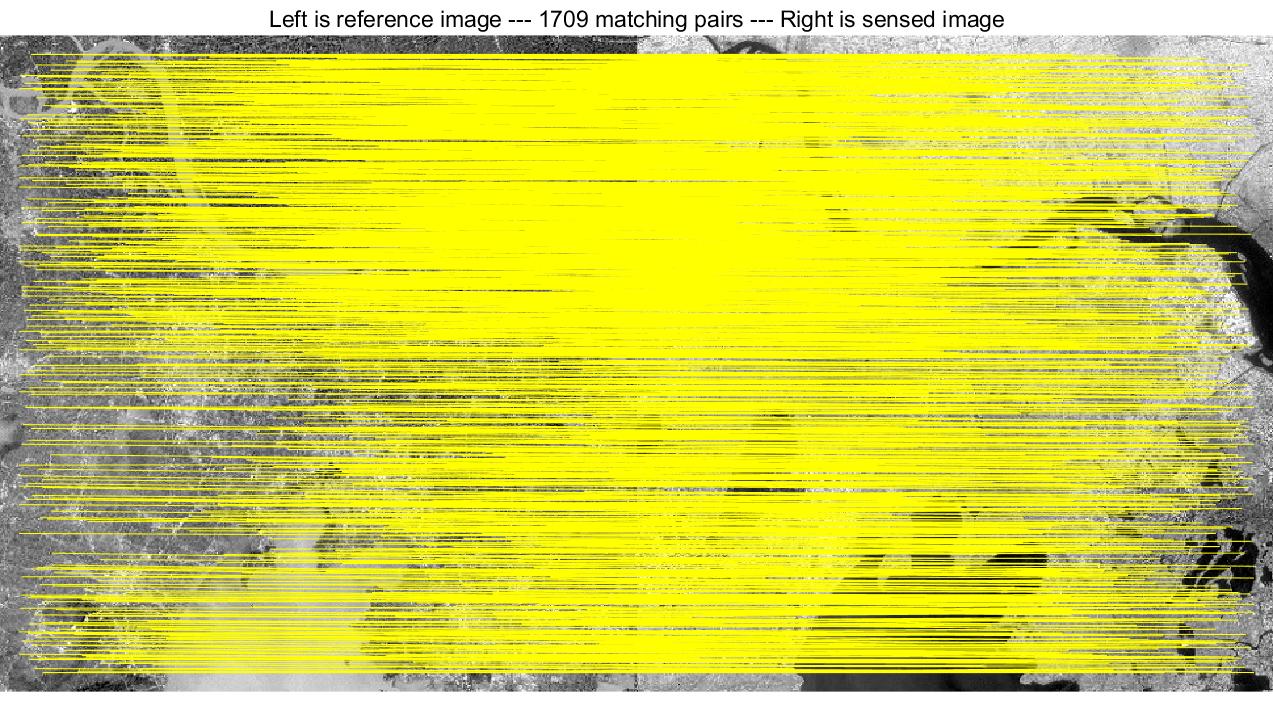 Left is reference image --- 1709 matching pairs --- Right is sensed image